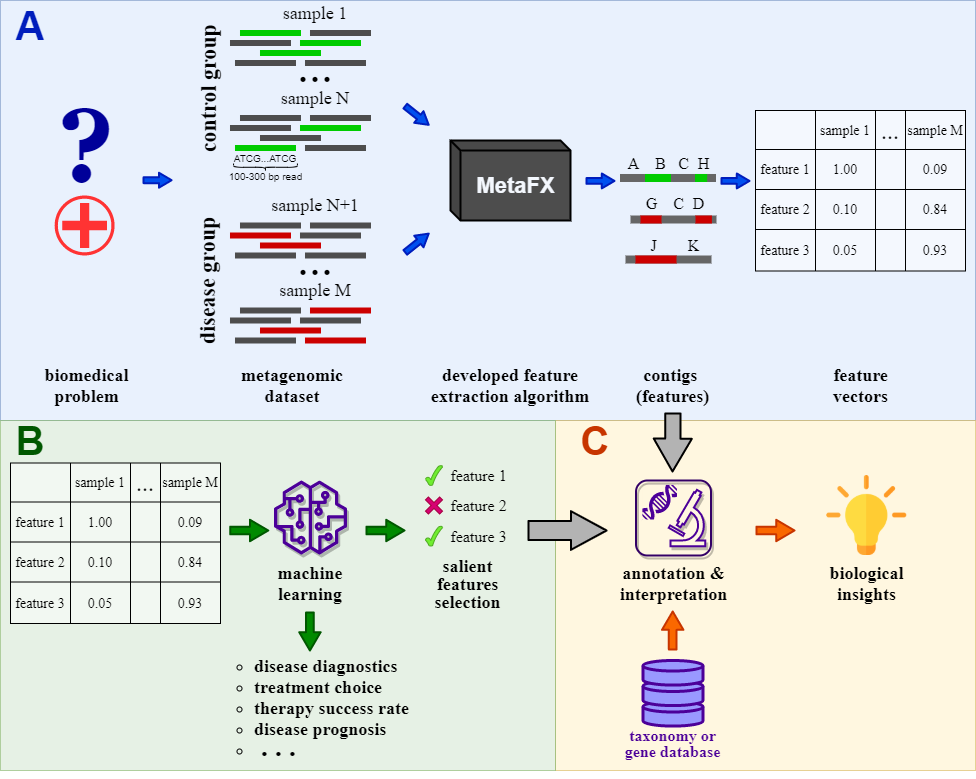 A
sample 1
control group
• • •
sample N
ATCG...ATCG
100-300 bp read
sample N+1
disease group
• • •
sample M
MetaFX
A B C H
G C D
J K
sample 1 ... sample M
feature 1 1.00 0.09
feature 2 0.10 0.84
feature 3 0.05 0.93
?
biomedical
problem
metagenomic
dataset
developed feature
extraction algorithm
contigs
(features)
feature
vectors
B
sample 1 ... sample M
feature 1 1.00 0.09
feature 2 0.10 0.84
feature 3 0.05 0.93
machine
learning
feature 1
feature 2
feature 3
salient
features
selection
disease diagnostics
treatment choice
therapy success rate
disease prognosis
. . .
C
annotation &
interpretation
biological
insights
taxonomy or
gene database